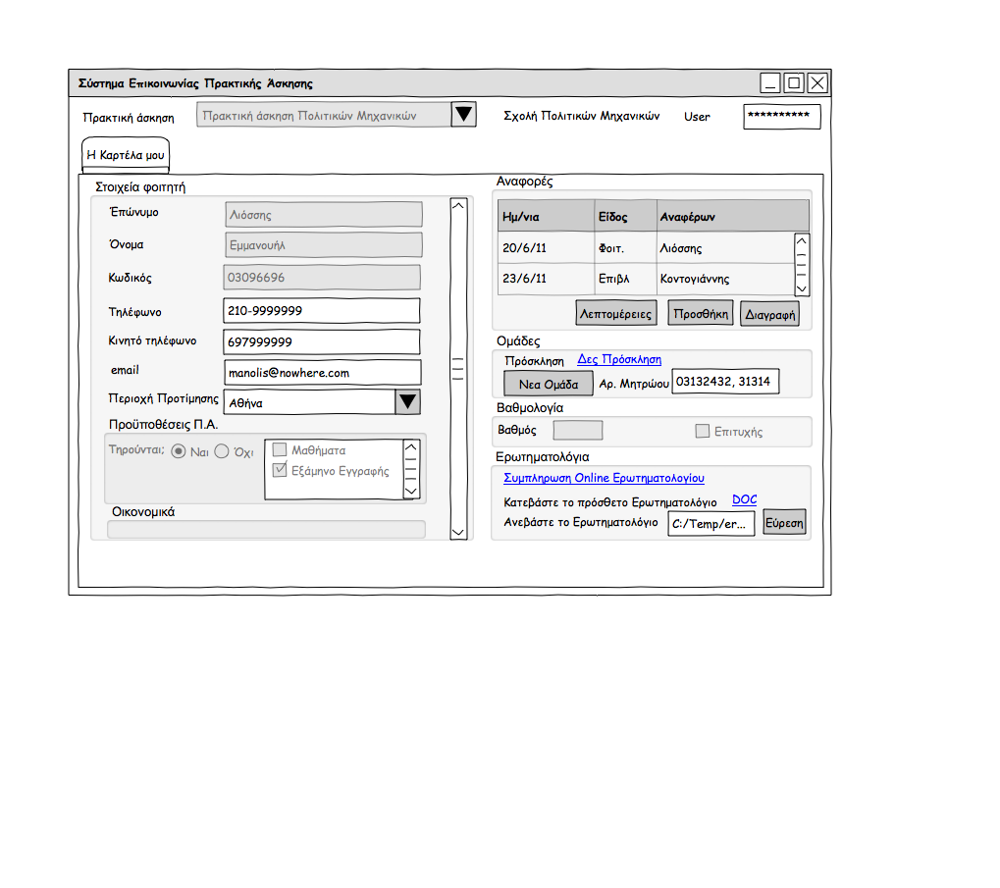 Σύστημα Επικοινωνίας Πρακτικής Άσκησης
Πρακτική άσκηση Πρακτική άσκηση Πολιτικών Μηχανικών Σχολή Πολιτικών Μηχανικών User **********
Η Καρτέλα μου
Στοιχεία φοιτητή
Έπώνυμο Λιόσσης
Όνομα Εμμανουήλ
Κωδικός 03096696
Τηλέφωνο 210-9999999
Κινητό τηλέφωνο 697999999
email manolis@nowhere.com
Περιοχή Προτίμησης Αθήνα
Προϋποθέσεις Π.Α.
Τηρούνται; Ναι Όχι Μαθήματα
Εξάμηνο Εγγραφής
Οικονομικά
Αναφορές
Ημ/νια Είδος Αναφέρων
20/6/11 Φοιτ. Λιόσσης
23/6/11 Επιβλ Κοντογιάννης
Λεπτομέρειες Προσθήκη Διαγραφή
Ομάδες
Πρόσκληση Δες Πρόσκληση
Νεα Ομάδα Αρ. Μητρώου 03132432, 31314
Βαθμολογία
Βαθμός Επιτυχής
Ερωτηματολόγια
Συμπληρωση Online Ερωτηματολογίου
Κατεβάστε το πρόσθετο Ερωτηματολόγιο DOC
Ανεβάστε το Ερωτηματολόγιο C:/Temp/er... Εύρεση